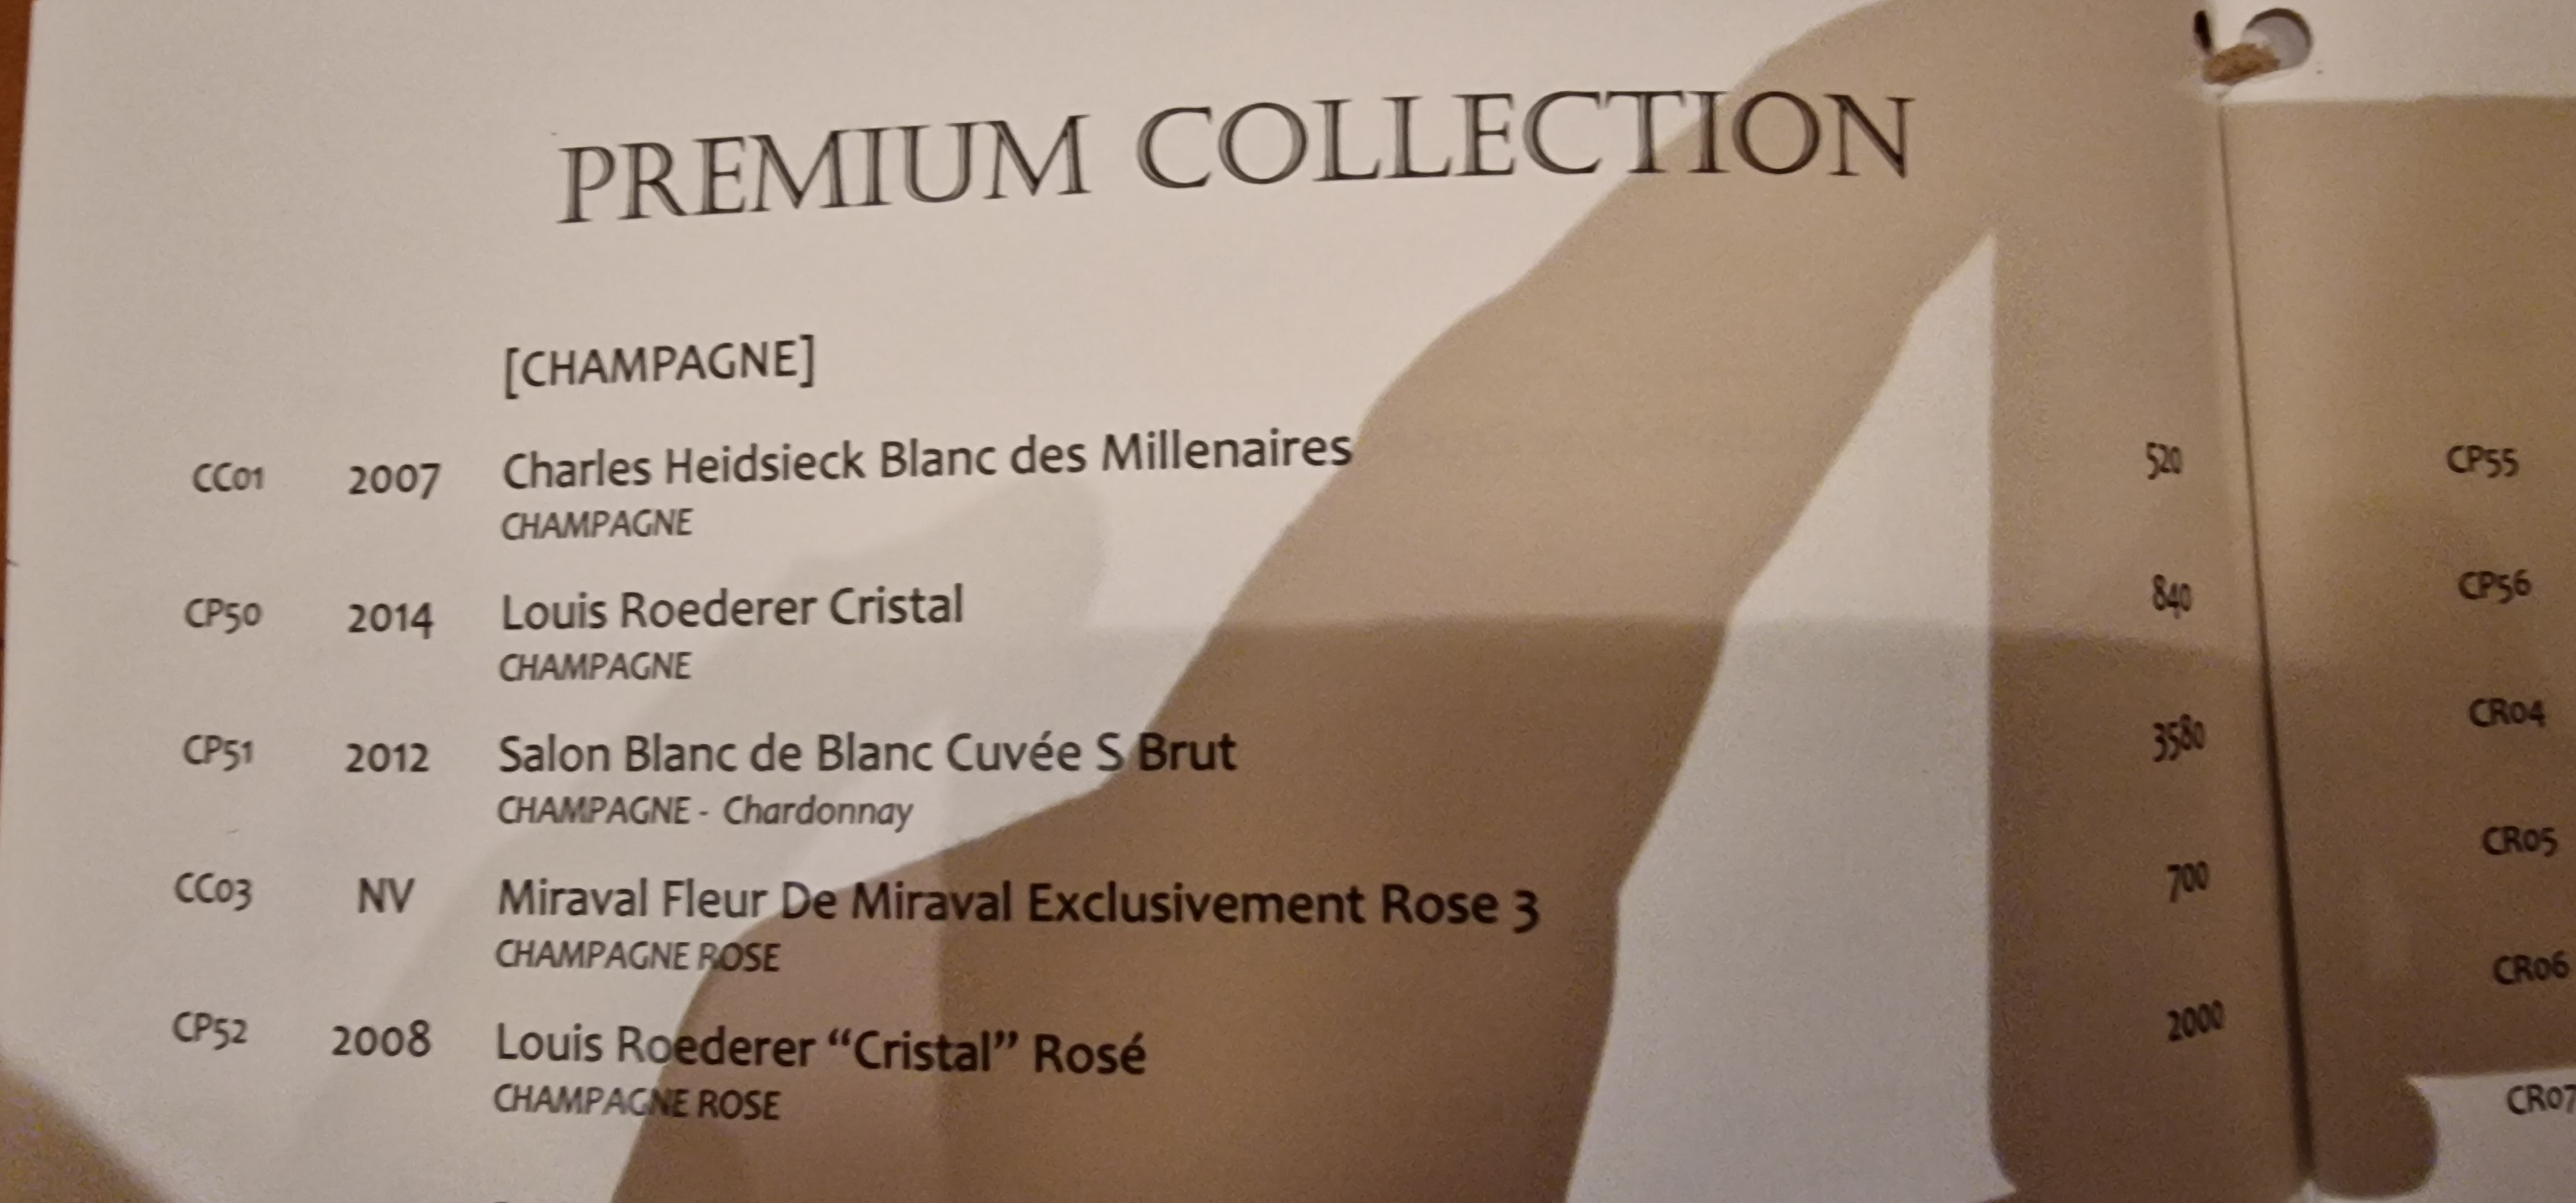 PREMIUM COLLECTION
[CHAMPAGNE]
CC01 2007 Charles Heidsieck Blanc des Millenaires 520
CHAMPAGNE
CP50 2014 Louis Roederer Cristal 840
CHAMPAGNE
CP51 2012 Salon Blanc de Blanc Cuvée S Brut 3580
CHAMPAGNE - Chardonnay
CC03 NV Miraval Fleur De Miraval Exclusivement Rose 3 700
CHAMPAGNE ROSE
CP52 2008 Louis Roederer “Cristal” Rosé 2000
CHAMPAGNE ROSE
CP55
CP56
CR04
CR05
CR06
CR07